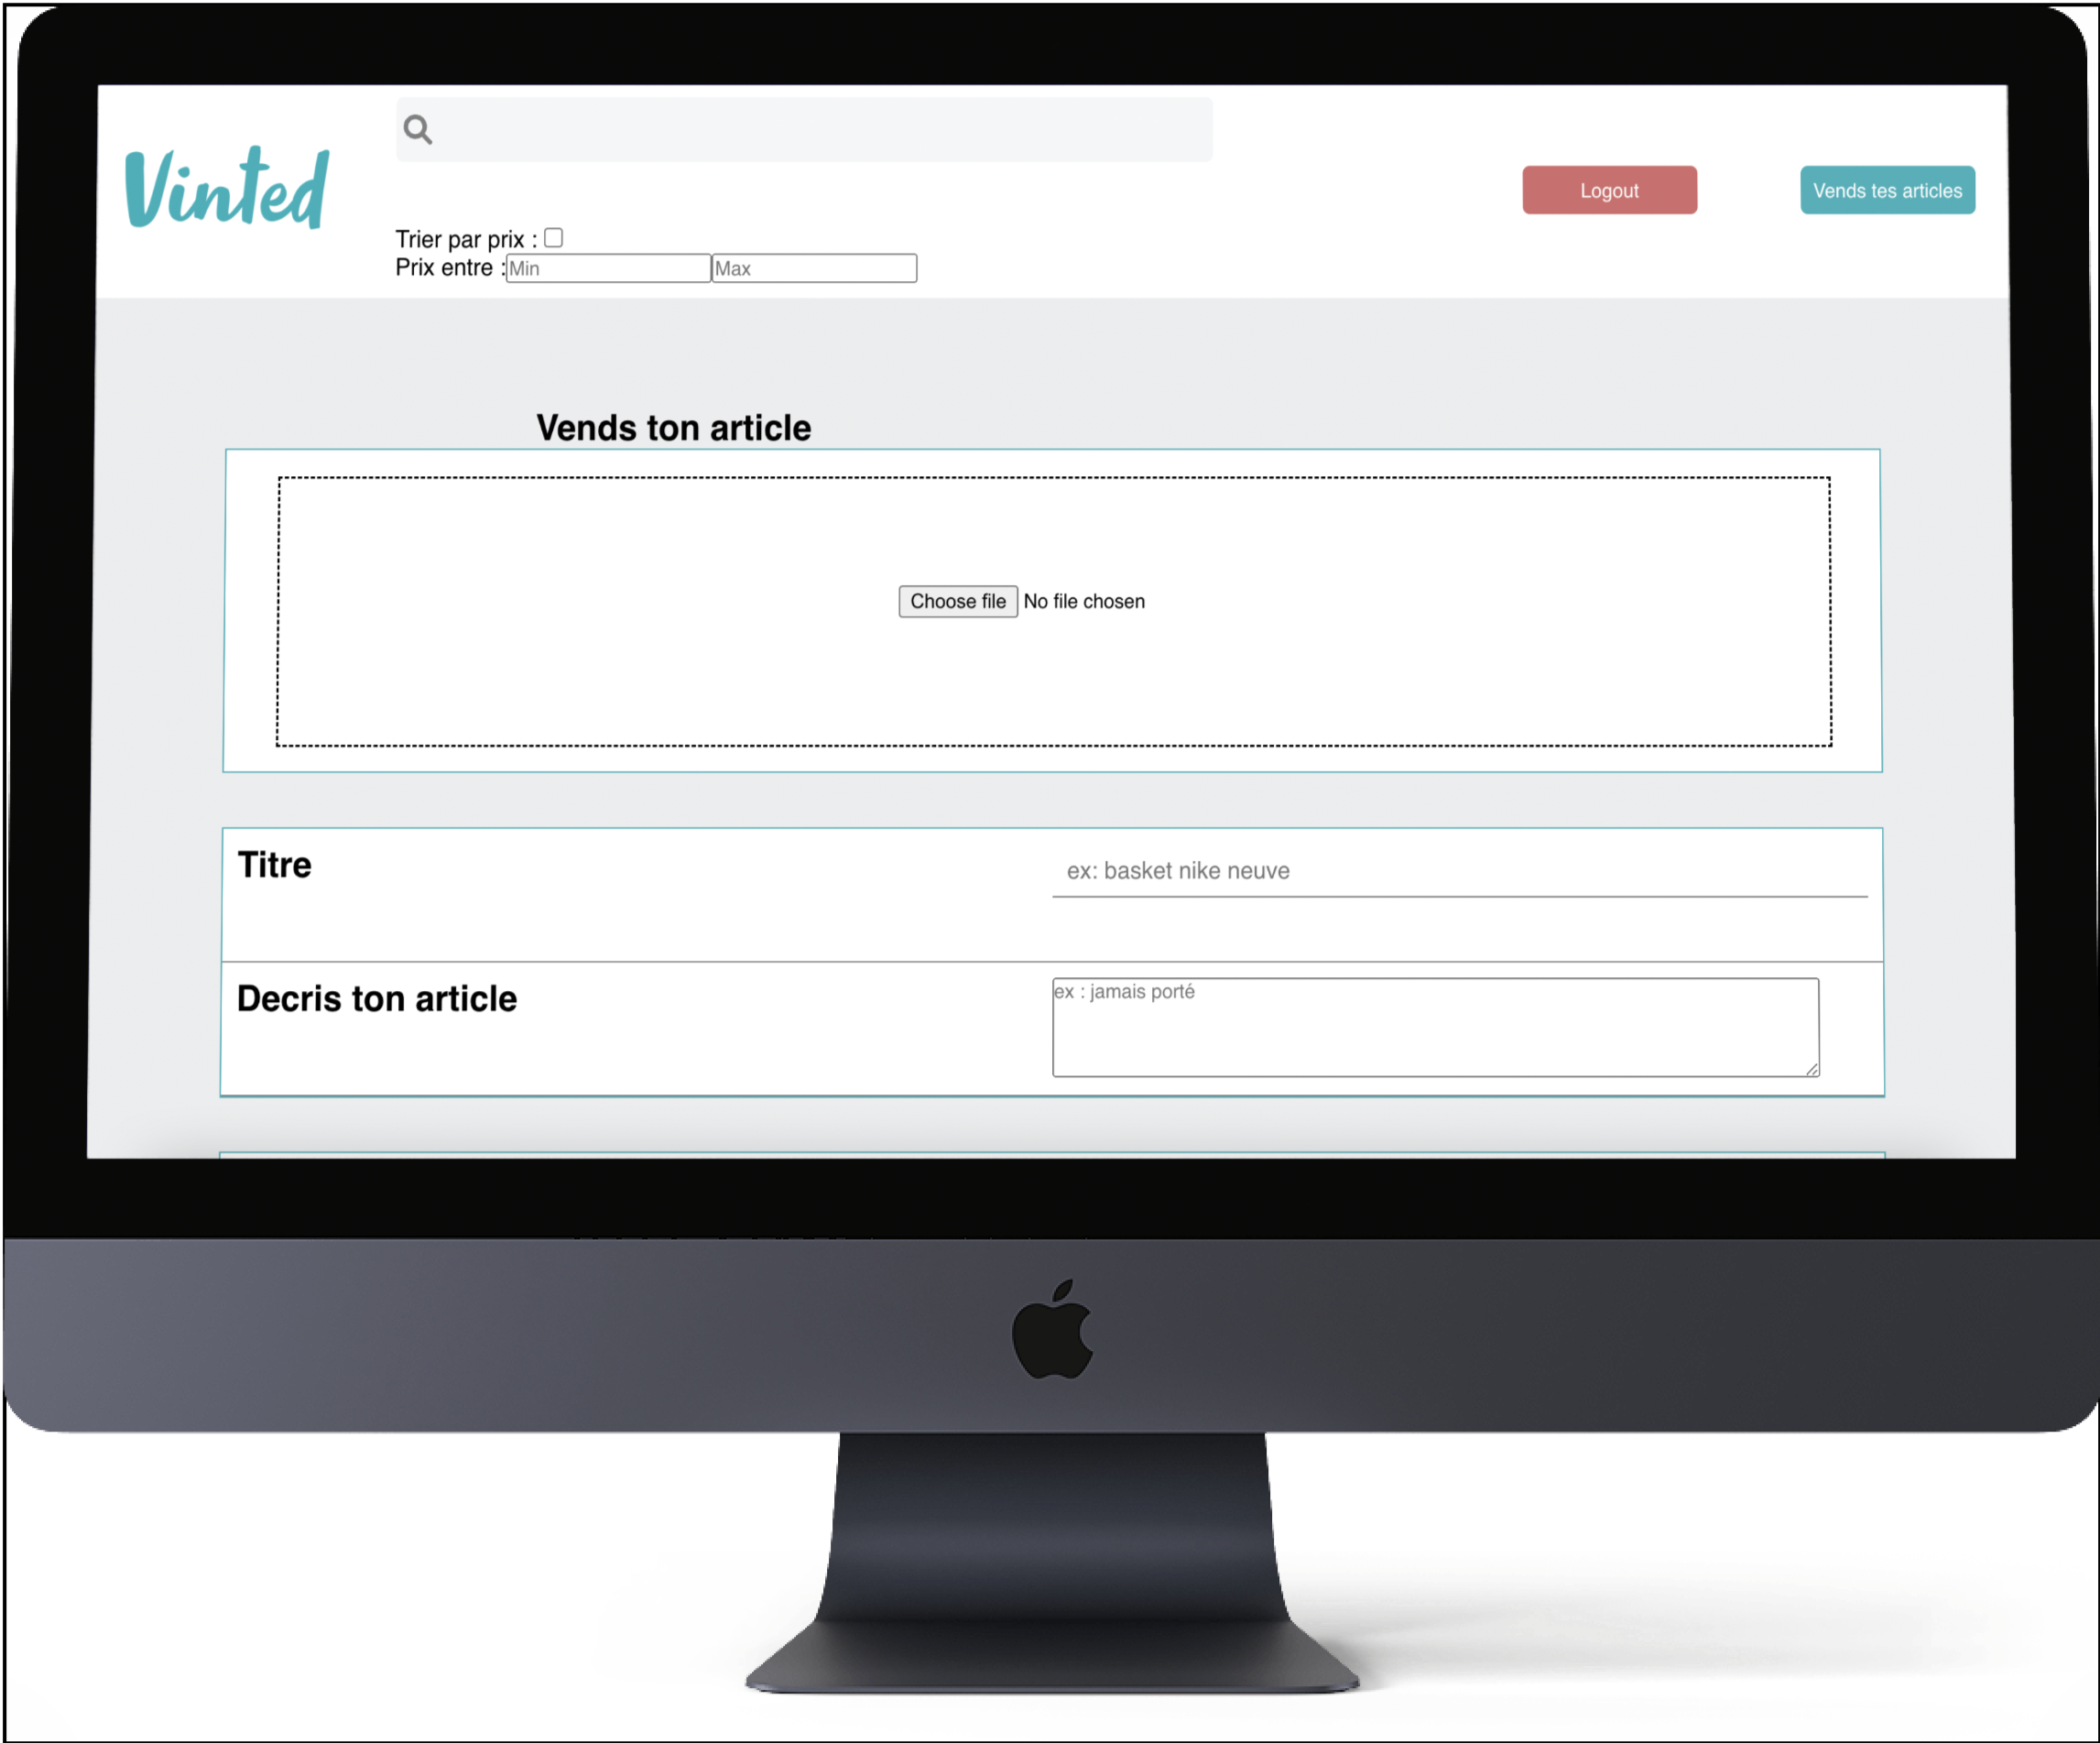 Vinted
Logout
Vends tes articles
Trier par prix :
Prix entre : Min Max
Vends ton article
Choose file No file chosen
Titre
ex: basket nike neuve
Decris ton article
ex : jamais porté